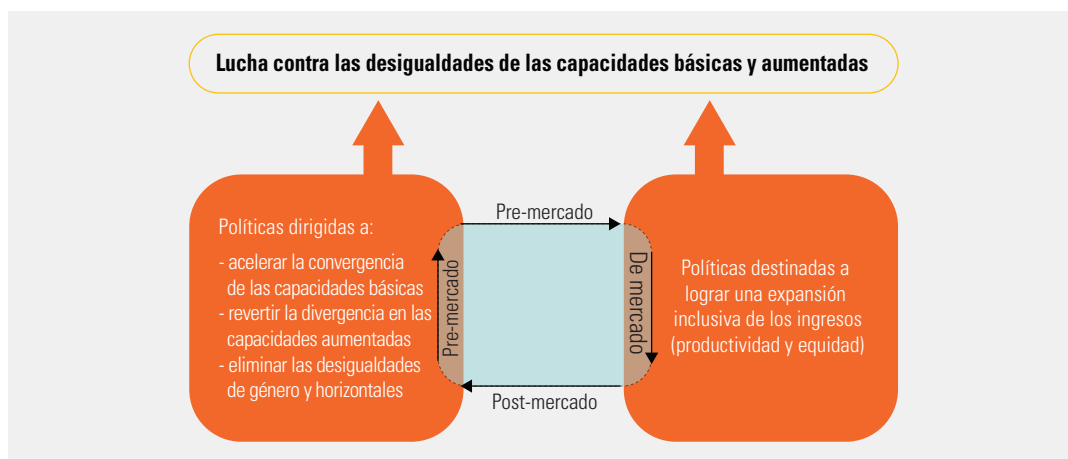 Lucha contra las desigualdades de las capacidades básicas y aumentadas
Políticas dirigidas a:
- acelerar la convergencia
de las capacidades básicas
- revertir la divergencia en las
capacidades aumentadas
- eliminar las desigualdades
de género y horizontales
Pre-mercado
Pre-mercado
De mercado
Post-mercado
Políticas destinadas a
lograr una expansión
inclusiva de los ingresos
(productividad y equidad)